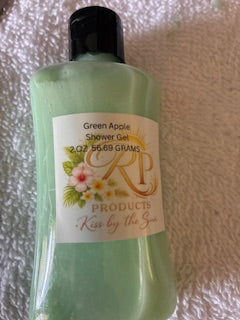 Green Apple
Shower Gel
2 OZ 56.69 GRAMS
RP
PRODUCTS
Kiss by the Sun